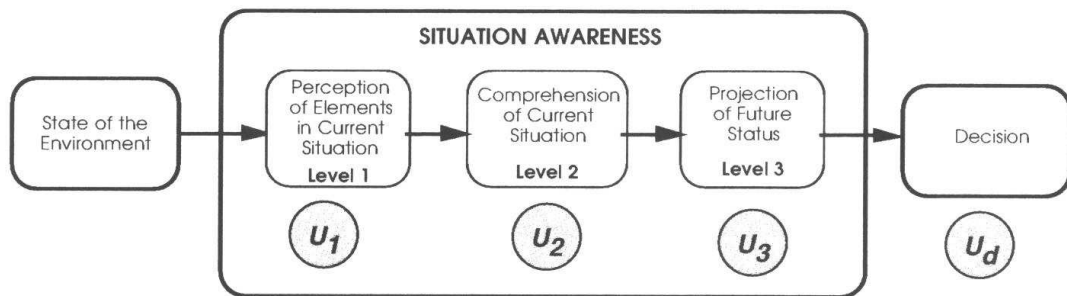 SITUATION AWARENESS
State of the
Environment
Perception
of Elements
in Current
Situation
Level 1
Comprehension
of Current
Situation
Level 2
Projection
of Future
Status
Level 3
Decision
U1
U2
U3
Ud